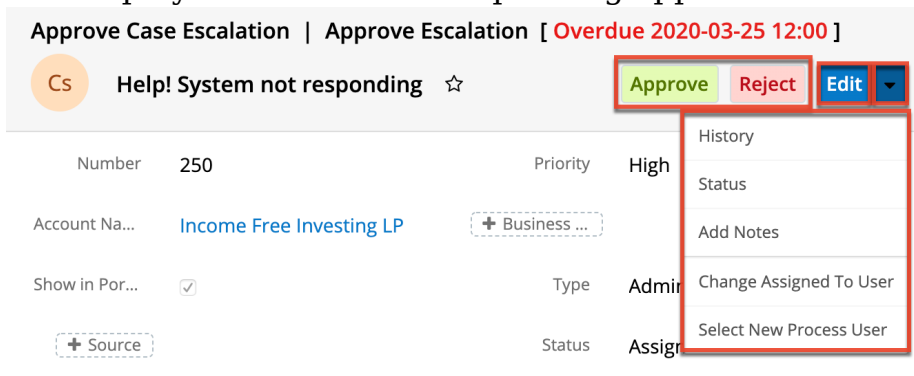 Approve Case Escalation | Approve Escalation [ Overdue 2020-03-25 12:00 ]
Cs Help! System not responding Approve Reject Edit
History
Number 250 Priority High
Status
Account Na... Income Free Investing LP + Business ...
Add Notes
Show in Por... Type Change Assigned To User
Select New Process User
+ Source Status